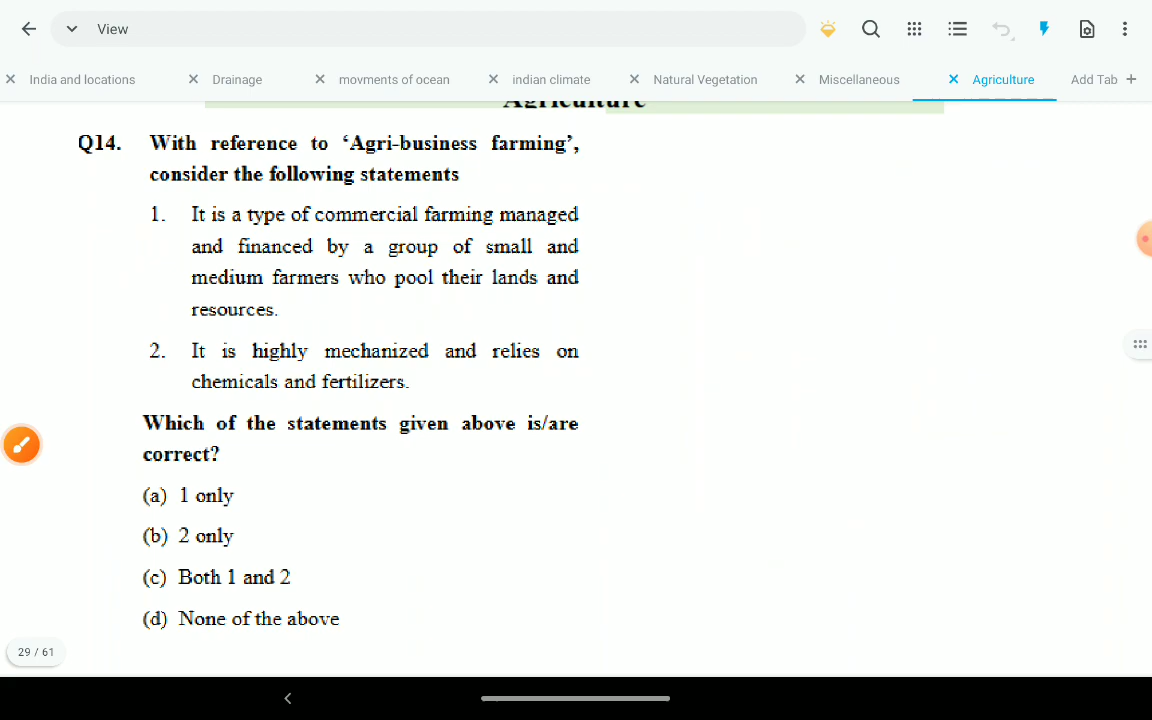 View
India and locations
Drainage
movments of ocean
indian climate
Natural Vegetation
Miscellaneous
Agriculture
Add Tab +
Agriculture
Q14. With reference to ‘Agri-business farming’,
consider the following statements
1. It is a type of commercial farming managed
and financed by a group of small and
medium farmers who pool their lands and
resources.
2. It is highly mechanized and relies on
chemicals and fertilizers.
Which of the statements given above is/are
correct?
(a) 1 only
(b) 2 only
(c) Both 1 and 2
(d) None of the above
29 / 61